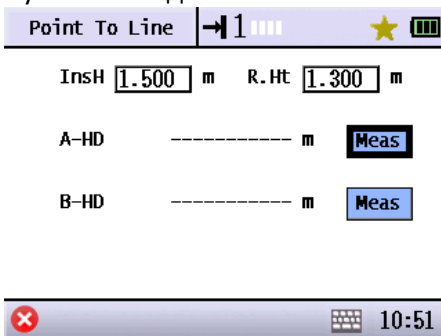 Point To Line 1
InsH 1.500 m R.Ht 1.300 m
A-HD ---------- m Meas
B-HD ---------- m Meas
10:51